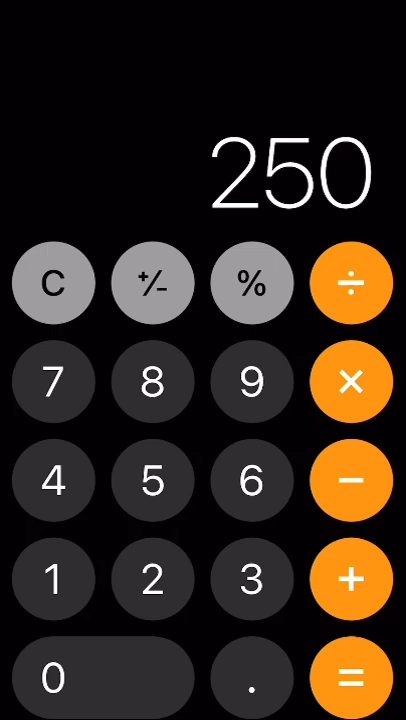 250
C ⁺∕₋ % ÷
7 8 9 ×
4 5 6 −
1 2 3 +
0 . =